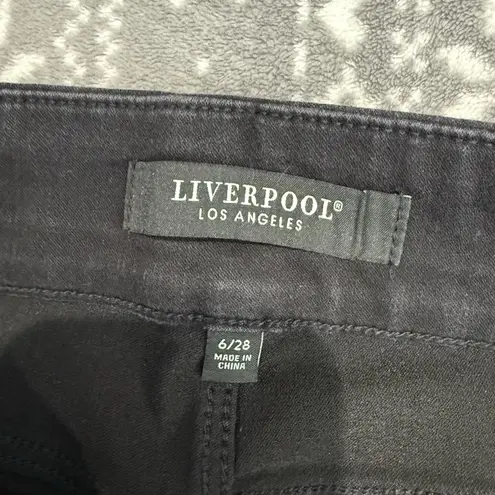 LIVERPOOL®
LOS ANGELES
6/28
MADE IN
CHINA